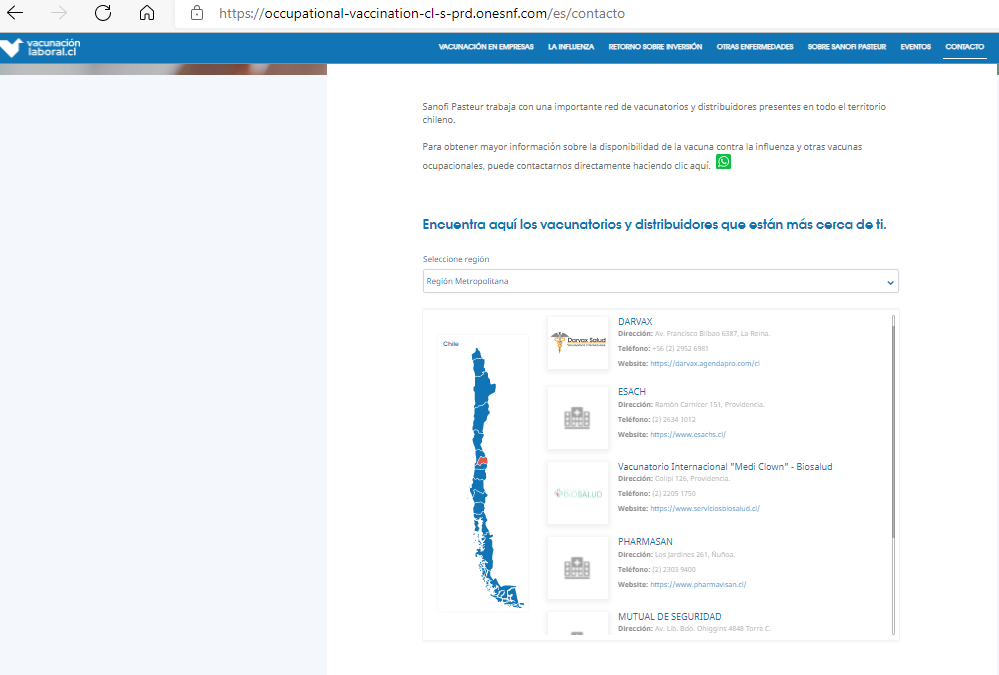 https://occupational-vaccination-cl-s-prd.onesnf.com/es/contacto
vacunación
laboral.cl
VACUNACIÓN EN EMPRESAS LA INFLUENZA RETORNO SOBRE INVERSIÓN OTRAS ENFERMEDADES SOBRE SANOFI PASTEUR EVENTOS CONTACTO
Sanofi Pasteur trabaja con una importante red de vacunatorios y distribuidores presentes en todo el territorio
chileno.
Para obtener mayor información sobre la disponibilidad de la vacuna contra la influenza y otras vacunas
ocupacionales, puede contactarnos directamente haciendo clic aquí.
Encuentra aquí los vacunatorios y distribuidores que están más cerca de ti.
Seleccione región
Región Metropolitana
Chile
Darvax Salud
DARVAX
Dirección: Av. Francisco Bilbao 6387, La Reina.
Teléfono: +56 (2) 2952 6981
Website: https://darvax.agendapro.com/cl
ESACH
Dirección: Ramón Carnicer 151, Providencia.
Teléfono: (2) 2634 1012
Website: https://www.esachs.cl/
BIOSALUD
Vacunatorio Internacional "Medi Clown" - Biosalud
Dirección: Colipí 126, Providencia.
Teléfono: (2) 2205 1750
Website: https://www.serviciosbiosalud.cl/
PHARMASAN
Dirección: Los Jardines 261, Ñuñoa.
Teléfono: (2) 2303 9400
Website: https://www.pharmavisan.cl/
MUTUAL DE SEGURIDAD
Dirección: Av. Lib. Bdo. Ohiggins 4848 Torre C.